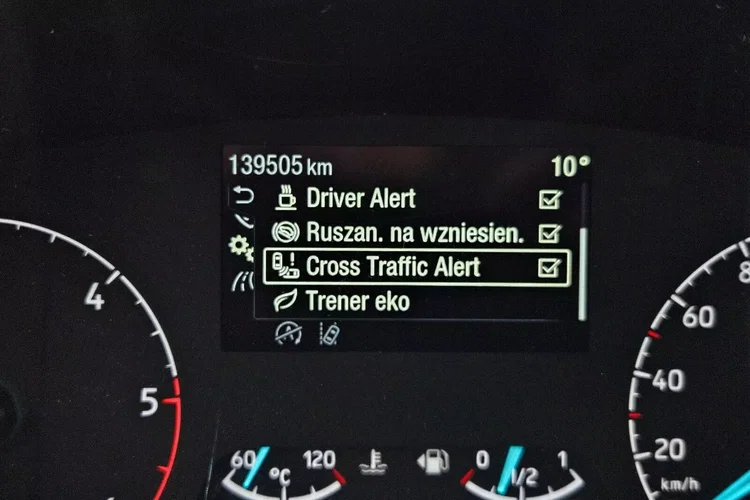 139505 km 10°
Driver Alert
Ruszan. na wzniesien.
Cross Traffic Alert
Trener eko
4
5
8
60
40
20
km/h
60 °C 120
0 1/2 1